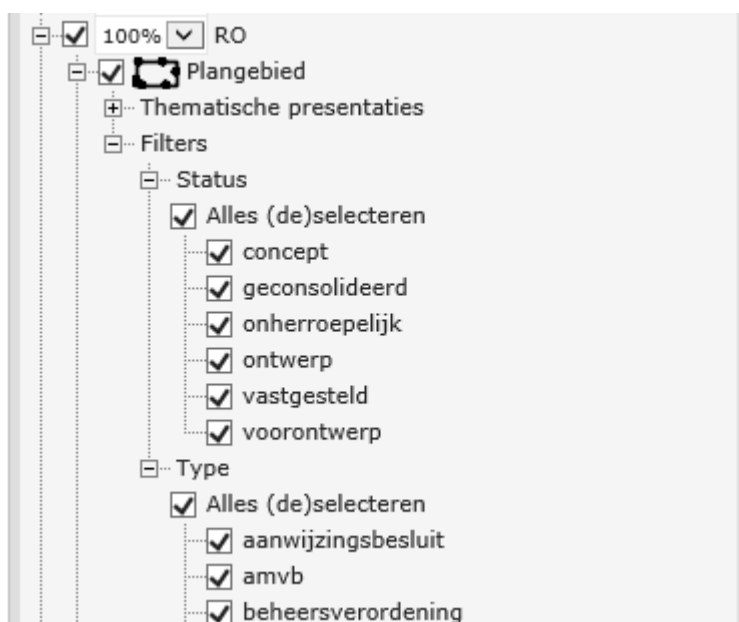 100% RO
Plangebied
Thematische presentaties
Filters
Status
Alles (de)selecteren
concept
geconsolideerd
onherroepelijk
ontwerp
vastgesteld
voorontwerp
Type
Alles (de)selecteren
aanwijzingsbesluit
amvb
beheersverordening